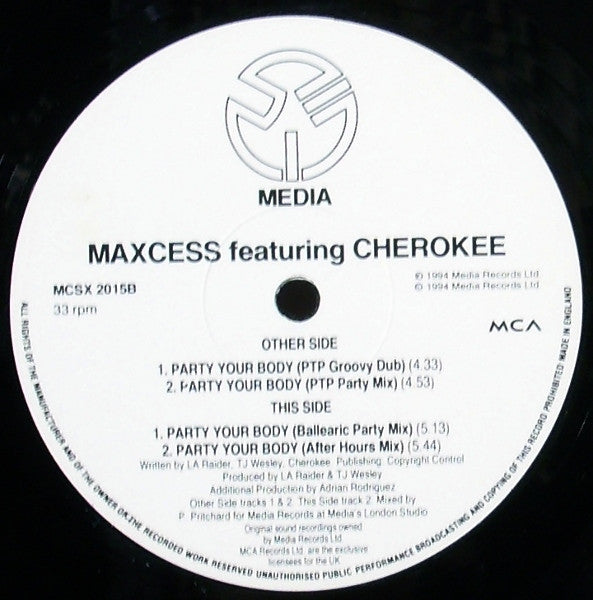 MEDIA
MAXCESS featuring CHEROKEE
MCSX 2015B
33 rpm
℗ 1994 Media Records Ltd.
© 1994 Media Records Ltd.
MCA
OTHER SIDE
1. PARTY YOUR BODY (PTP Groovy Dub) (4.33)
2. PARTY YOUR BODY (PTP Party Mix) (4.53)
THIS SIDE
1. PARTY YOUR BODY (Ballearic Party Mix) (5.13)
2. PARTY YOUR BODY (After Hours Mix) (5.44)
Written by LA Raider, TJ Wesley, Cherokee. Publishing: Copyright Control
Produced by LA Raider & TJ Wesley
Additional Production by Adrian Rodriguez
Other Side tracks 1 & 2. This Side track 2. Mixed by
P. Pritchard for Media Records at Media's London Studio
Original sound recordings owned
by Media Records Ltd
MCA Records Ltd. are the exclusive
licensees for the UK
ALL RIGHTS OF THE MANUFACTURER AND OF THE OWNER OF THE RECORDED WORK RESERVED UNAUTHORISED PUBLIC PERFORMANCE BROADCASTING AND COPYING OF THIS RECORD PROHIBITED MADE IN ENGLAND